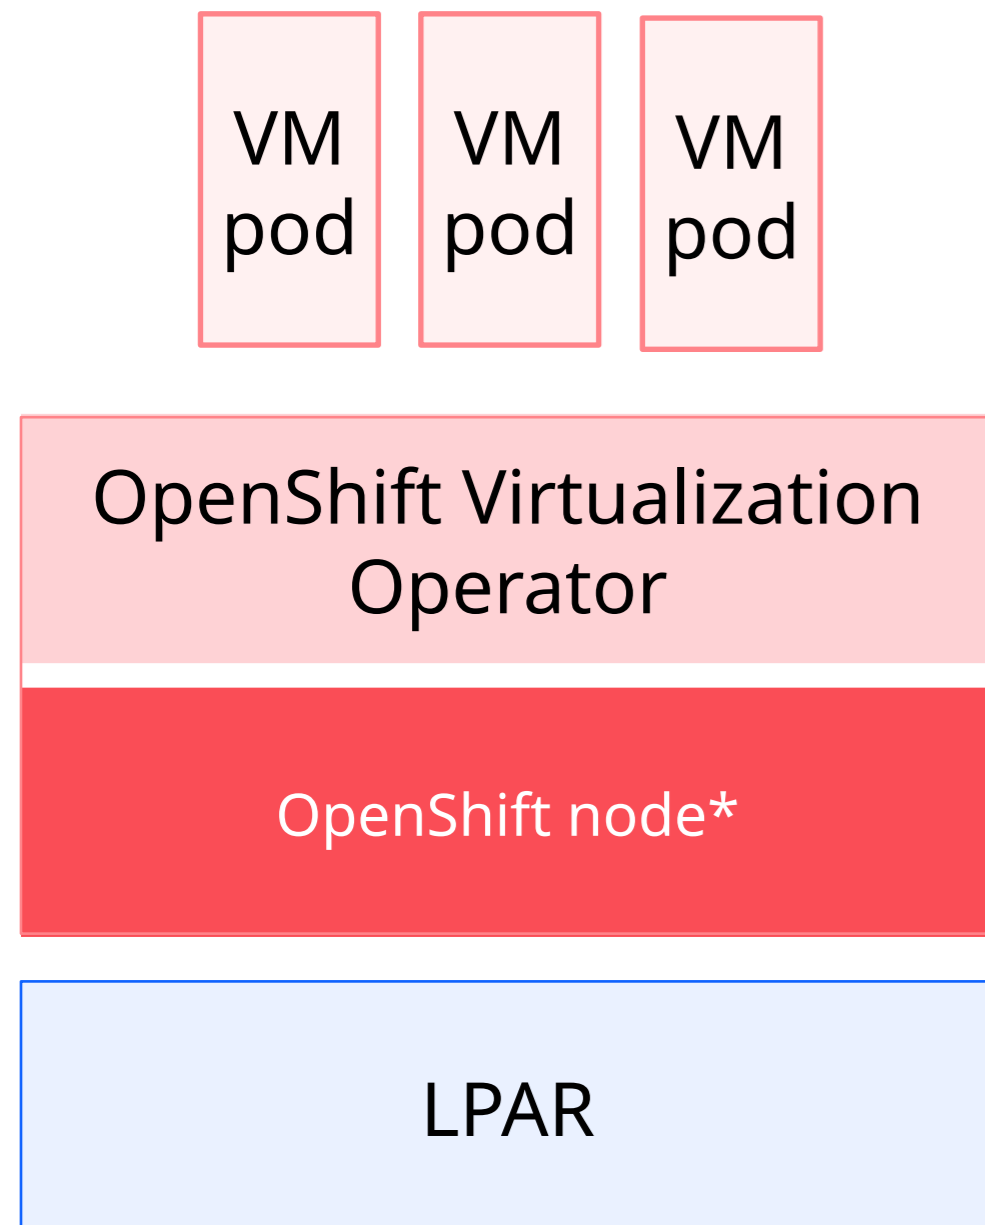 VM
pod
VM
pod
VM
pod
OpenShift Virtualization
Operator
OpenShift node*
LPAR